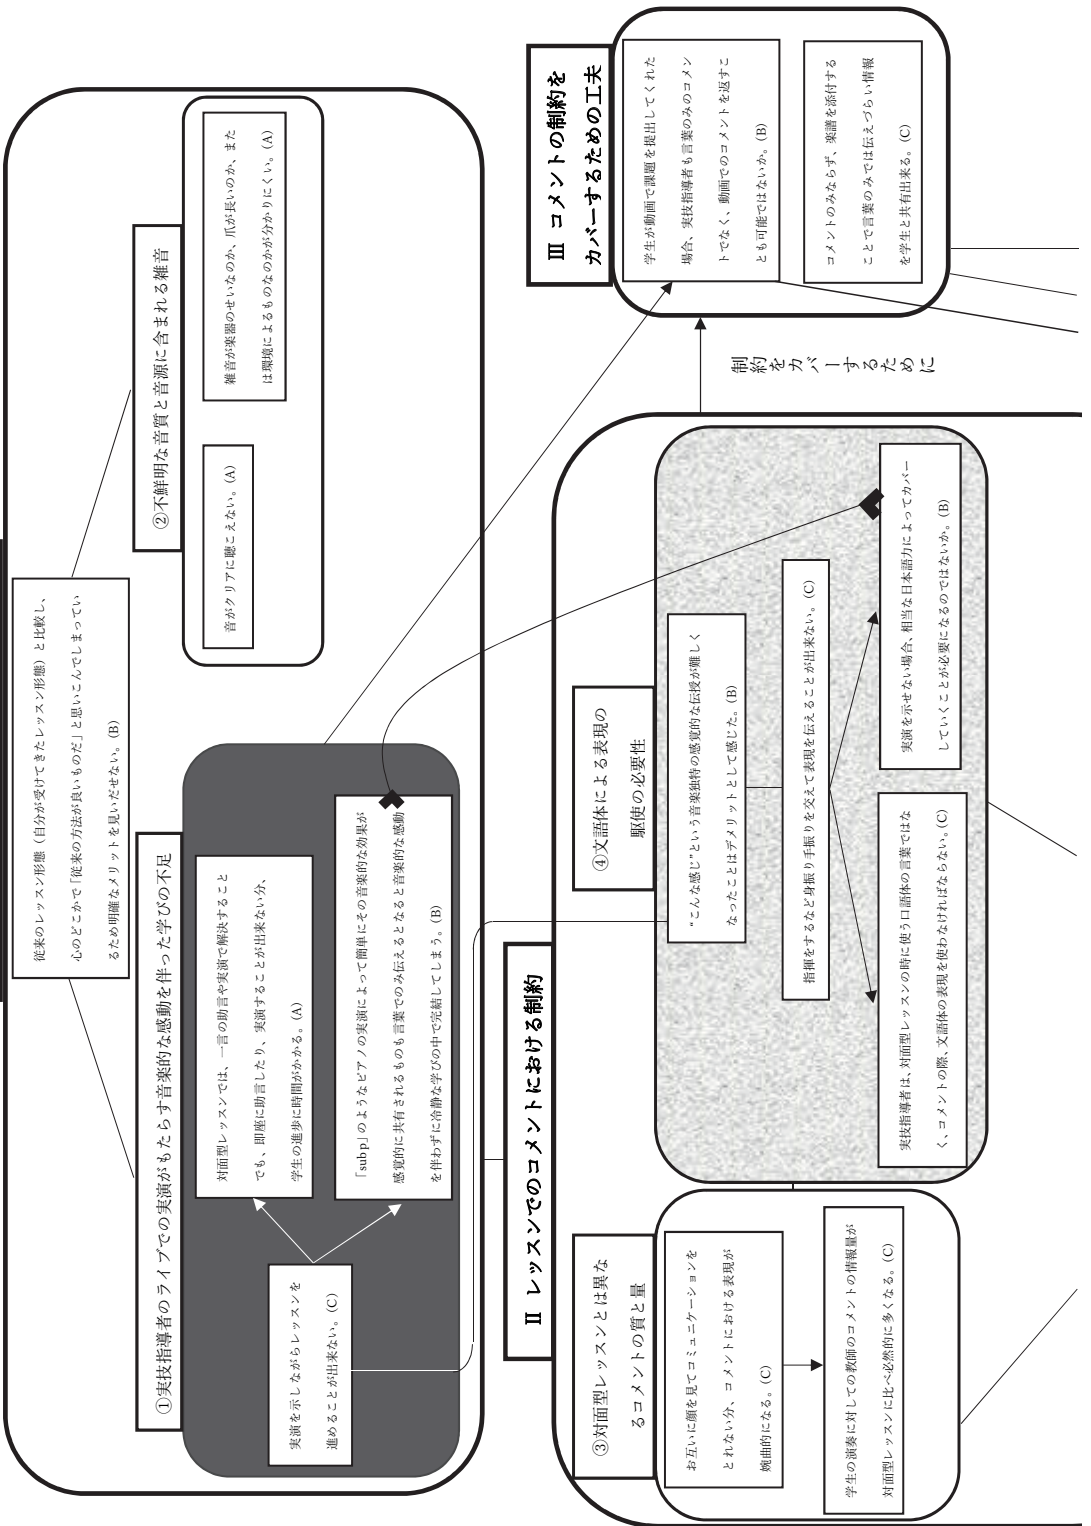 従来のレッスン形態（自分が受けてきたレッスン形態）と比較し、
心のどこかで「従来の方法が良いものだ」と思いこんでしまってい
るため明確なメリットを見いだせない。(B)
①実技指導者のライブでの実演がもたらす音楽的な感動を伴った学びの不足
実演を示しながらレッスンを
進めることが出来ない。(C)
対面型レッスンでは、一言の助言や実演で解決すること
でも、即座に助言したり、実演することが出来ない分、
学生の進歩に時間がかかる。(A)
「sub p」のようなピアノの実演によって簡単にその音楽的な効果が
感覚的に共有されるものも言葉でのみ伝えるとなると音楽的な感動
を伴わずに冷静な学びの中で完結してしまう。(B)
②不鮮明な音質と音源に含まれる雑音
音がクリアに聴こえない。(A)
雑音が楽器のせいなのか、爪が長いのか、また
は環境によるものなのかが分かりにくい。(A)
Ⅱ レッスンでのコメントにおける制約
③対面型レッスンとは異な
るコメントの質と量
お互いに顔を見てコミュニケーションを
とれない分、コメントにおける表現が
婉曲的になる。(C)
学生の演奏に対しての教師のコメントの情報量が
対面型レッスンに比べ必然的に多くなる。(C)
④文語体による表現の
駆使の必要性
“こんな感じ”という音楽独特の感覚的な伝授が難しく
なったことはデメリットとして感じた。(B)
指揮をするなど身振り手振りを交えて表現を伝えることが出来ない。(C)
実技指導者は、対面型レッスンの時に使う口語体の言葉ではな
く、コメントの際、文語体の表現を使わなければならない。(C)
実演を示せない場合、相当な日本語力によってカバー
していくことが必要になるのではないか。(B)
制約をカバーするために
Ⅲ コメントの制約を
カバーするための工夫
学生が動画で課題を提出してくれた
場合、実技指導者も言葉のみのコメン
トでなく、動画でのコメントを返すこ
とも可能ではないか。(B)
コメントのみならず、楽譜を添付する
ことで言葉のみでは伝えづらい情報
を学生と共有出来る。(C)